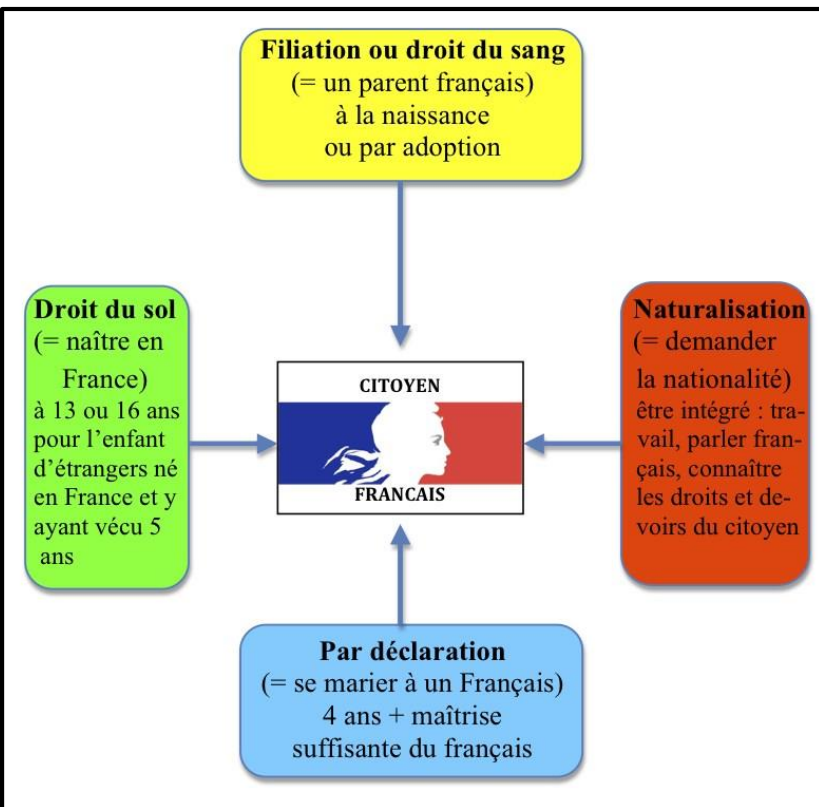 Filiation ou droit du sang
(= un parent français)
à la naissance
ou par adoption
Droit du sol
(= naître en
France)
à 13 ou 16 ans
pour l’enfant
d’étrangers né
en France et y
ayant vécu 5
ans
CITOYEN
FRANCAIS
Naturalisation
(= demander
la nationalité)
être intégré : tra-
vail, parler fran-
çais, connaître
les droits et de-
voirs du citoyen
Par déclaration
(= se marier à un Français)
4 ans + maîtrise
suffisante du français